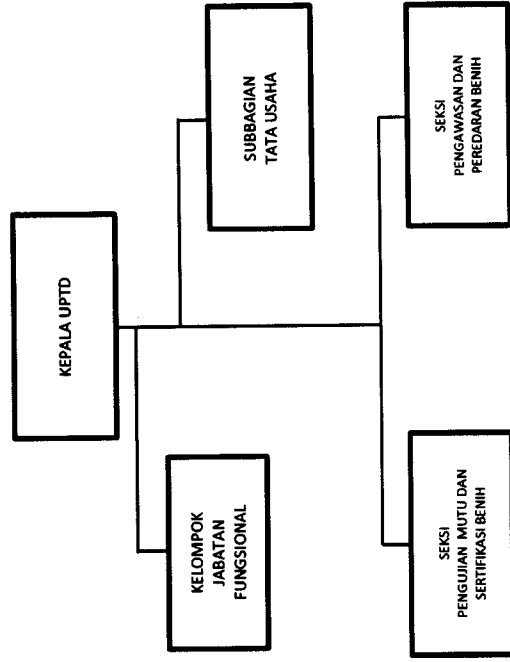 KEPALA UPTD
KELOMPOK
JABATAN
FUNGSIONAL
SUBBAGIAN
TATA USAHA
SEKSI
PENGUJIAN MUTU DAN
SERTIFIKASI BENIH
SEKSI
PENGAWASAN DAN
PEREDARAN BENIH